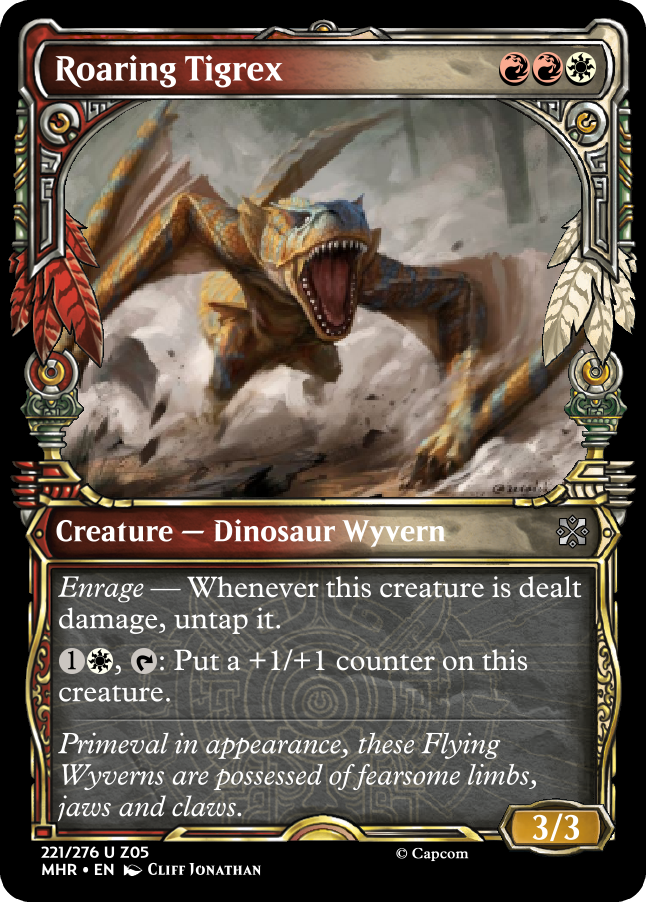 Roaring Tigrex
Creature — Dinosaur Wyvern
Enrage — Whenever this creature is dealt
damage, untap it.
1, : Put a +1/+1 counter on this
creature.
Primeval in appearance, these Flying
Wyverns are possessed of fearsome limbs,
jaws and claws.
3/3
221/276 U Z05
© Capcom
MHR • EN CLIFF JONATHAN